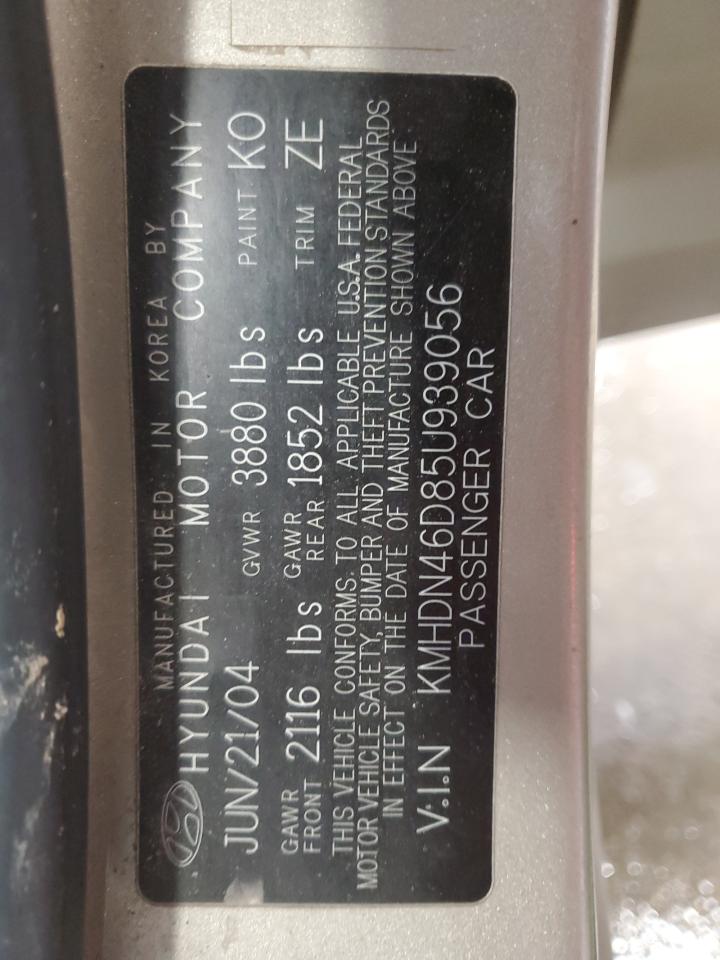 MANUFACTURED IN KOREA BY
HYUNDAI MOTOR COMPANY
JUN/21/04 GVWR 3880 lbs PAINT KO
GAWR FRONT 2116 lbs GAWR REAR 1852 lbs TRIM ZE
THIS VEHICLE CONFORMS TO ALL APPLICABLE U.S.A. FEDERAL
MOTOR VEHICLE SAFETY, BUMPER AND THEFT PREVENTION STANDARDS
IN EFFECT ON THE DATE OF MANUFACTURE SHOWN ABOVE
V.I.N KMHDN46D85U939056
PASSENGER CAR